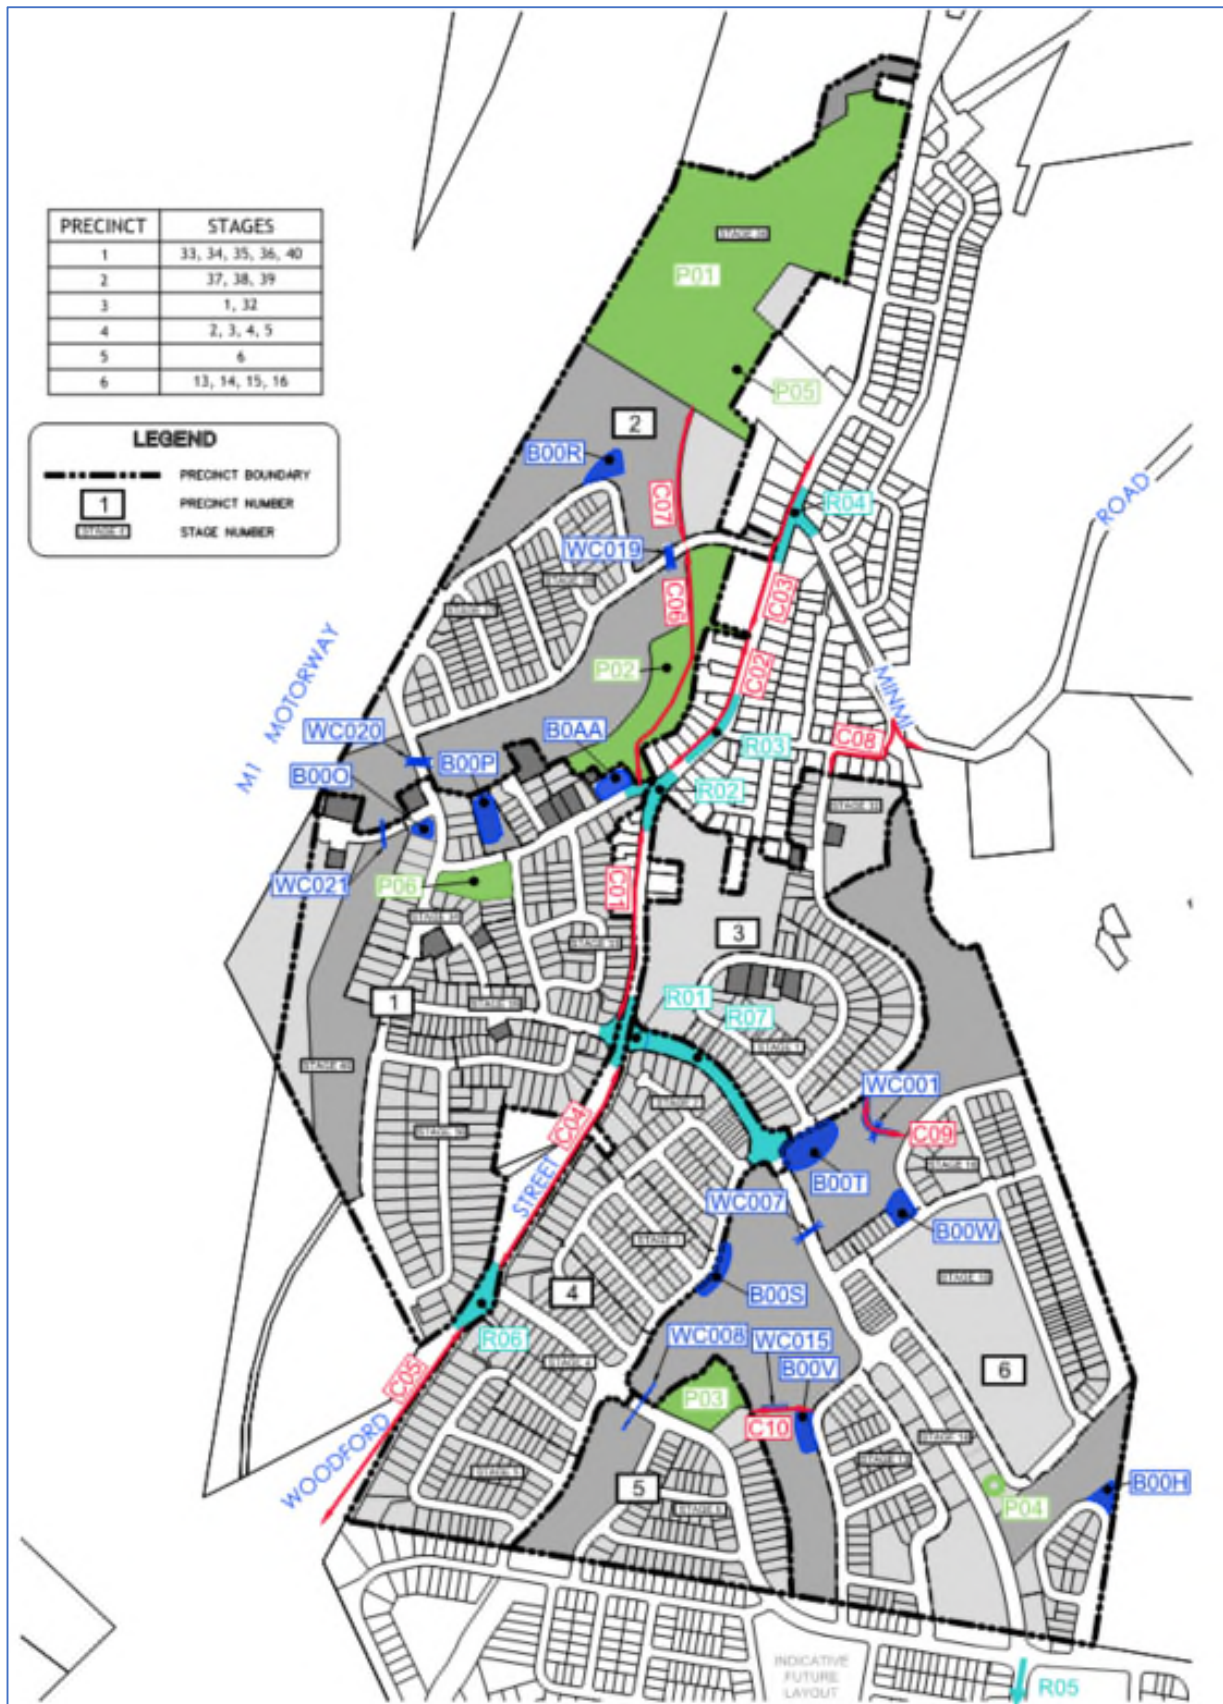 PRECINCT STAGES
1 33, 34, 35, 36, 40
2 37, 38, 39
3 1, 32
4 2, 3, 4, 5
5 6
6 13, 14, 15, 16
LEGEND
PRECINCT BOUNDARY
1 PRECINCT NUMBER
STAGE NUMBER
P01
P05
2
B00R
C07
R04
ROAD
WC019
C06
C03
P02
C02
MINMI
M1 MOTORWAY
WC020
B0AA
R03
C08
B00O
B00P
R02
WC021
P06
C01
3
1
R01
R07
STAGE 1
WC001
C09
C04
STREET
B00T
WC007
B00W
4
B00S
R06
WC008
WC015
B00V
6
C05
P03
C10
WOODFORD
5
P04
B00H
INDICATIVE
FUTURE
LAYOUT
R05